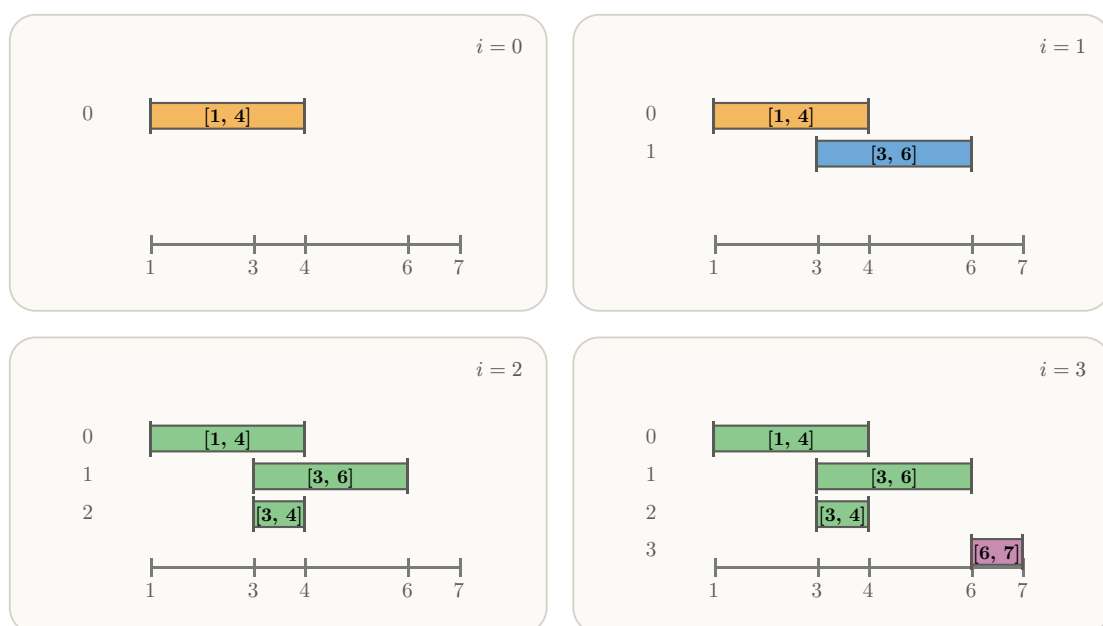 i = 0
0 [1, 4]
1 3 4 6 7
i = 1
0 [1, 4]
1 [3, 6]
1 3 4 6 7
i = 2
0 [1, 4]
1 [3, 6]
2 [3, 4]
1 3 4 6 7
i = 3
0 [1, 4]
1 [3, 6]
2 [3, 4]
3 [6, 7]
1 3 4 6 7